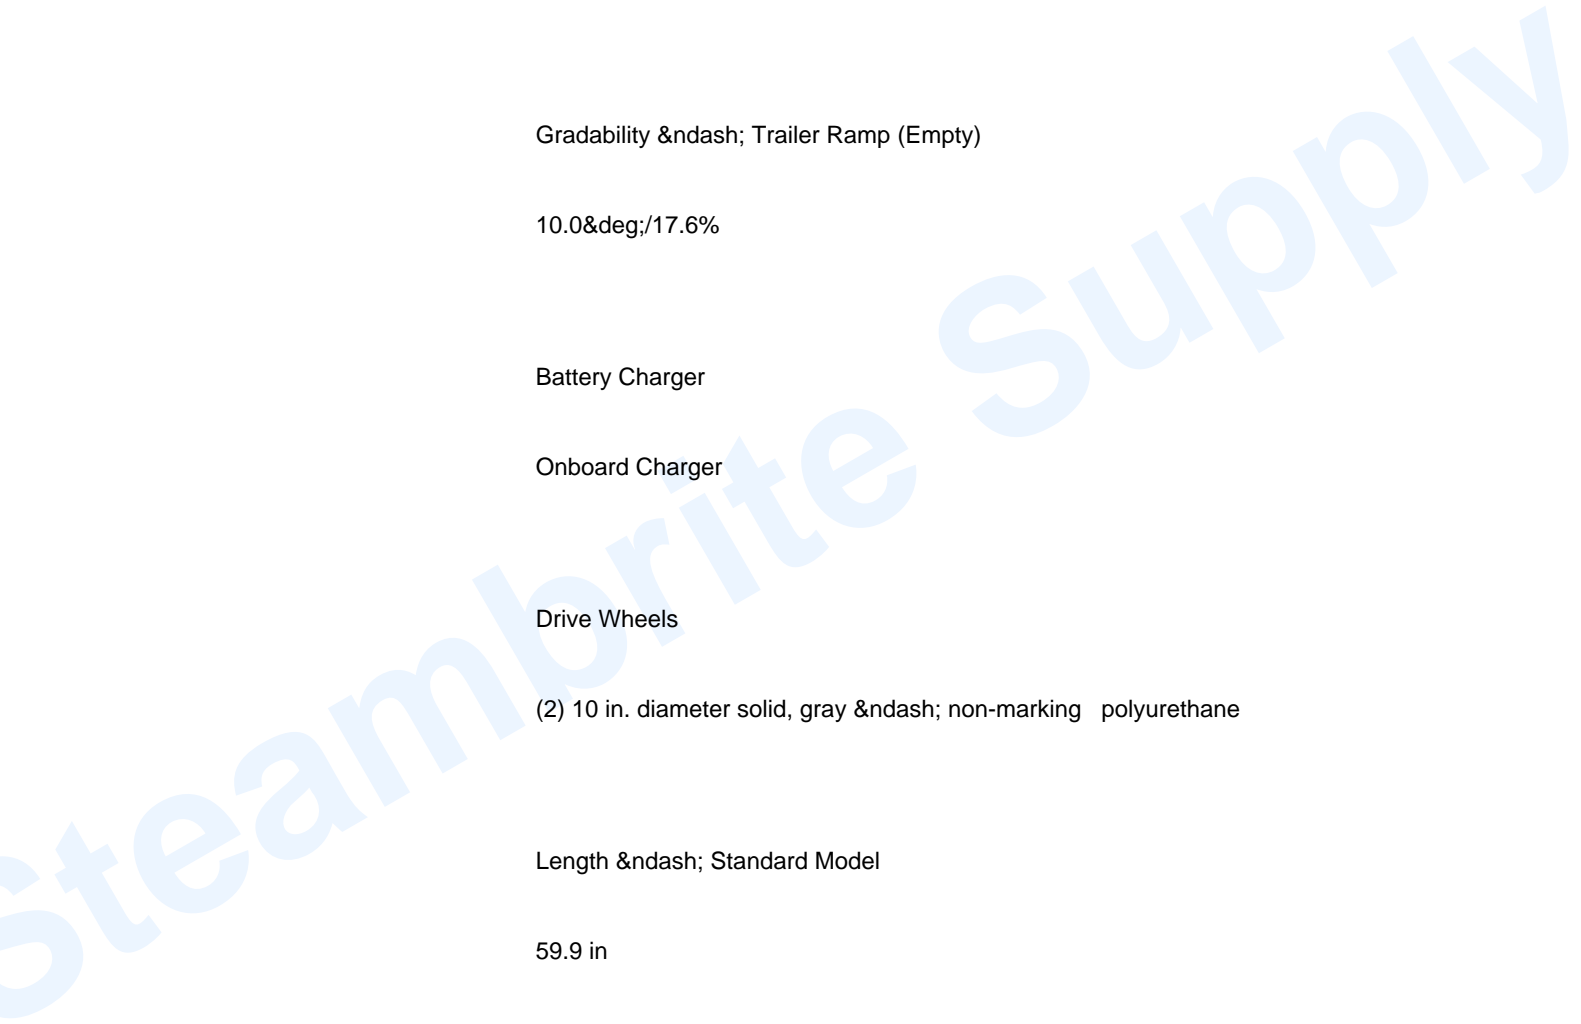 Gradability &ndash; Trailer Ramp (Empty)
10.0&deg;/17.6%
Battery Charger
Onboard Charger
Drive Wheels
(2) 10 in. diameter solid, gray &ndash; non-marking   polyurethane
Length &ndash; Standard Model
59.9 in
Steambrite Supply